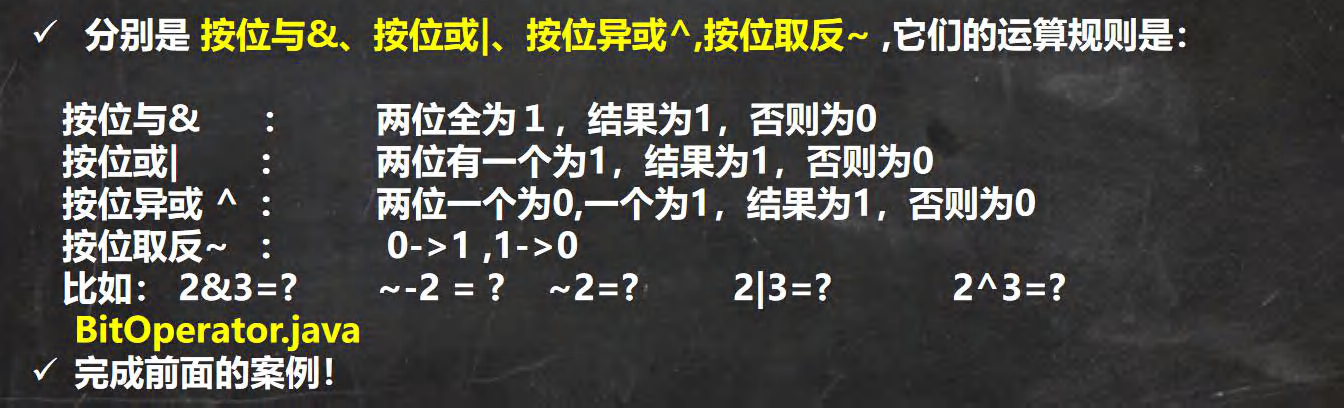 ✓ 分别是 按位与&、按位或|、按位异或^,按位取反~ ,它们的运算规则是：
按位与& ： 两位全为１，结果为1，否则为0
按位或| ： 两位有一个为1，结果为1，否则为0
按位异或 ^ ： 两位一个为0,一个为1，结果为1，否则为0
按位取反~ ： 0->1 ,1->0
比如： 2&3=? ~-2 = ? ~2=? 2|3=? 2^3=?
BitOperator.java
✓ 完成前面的案例！